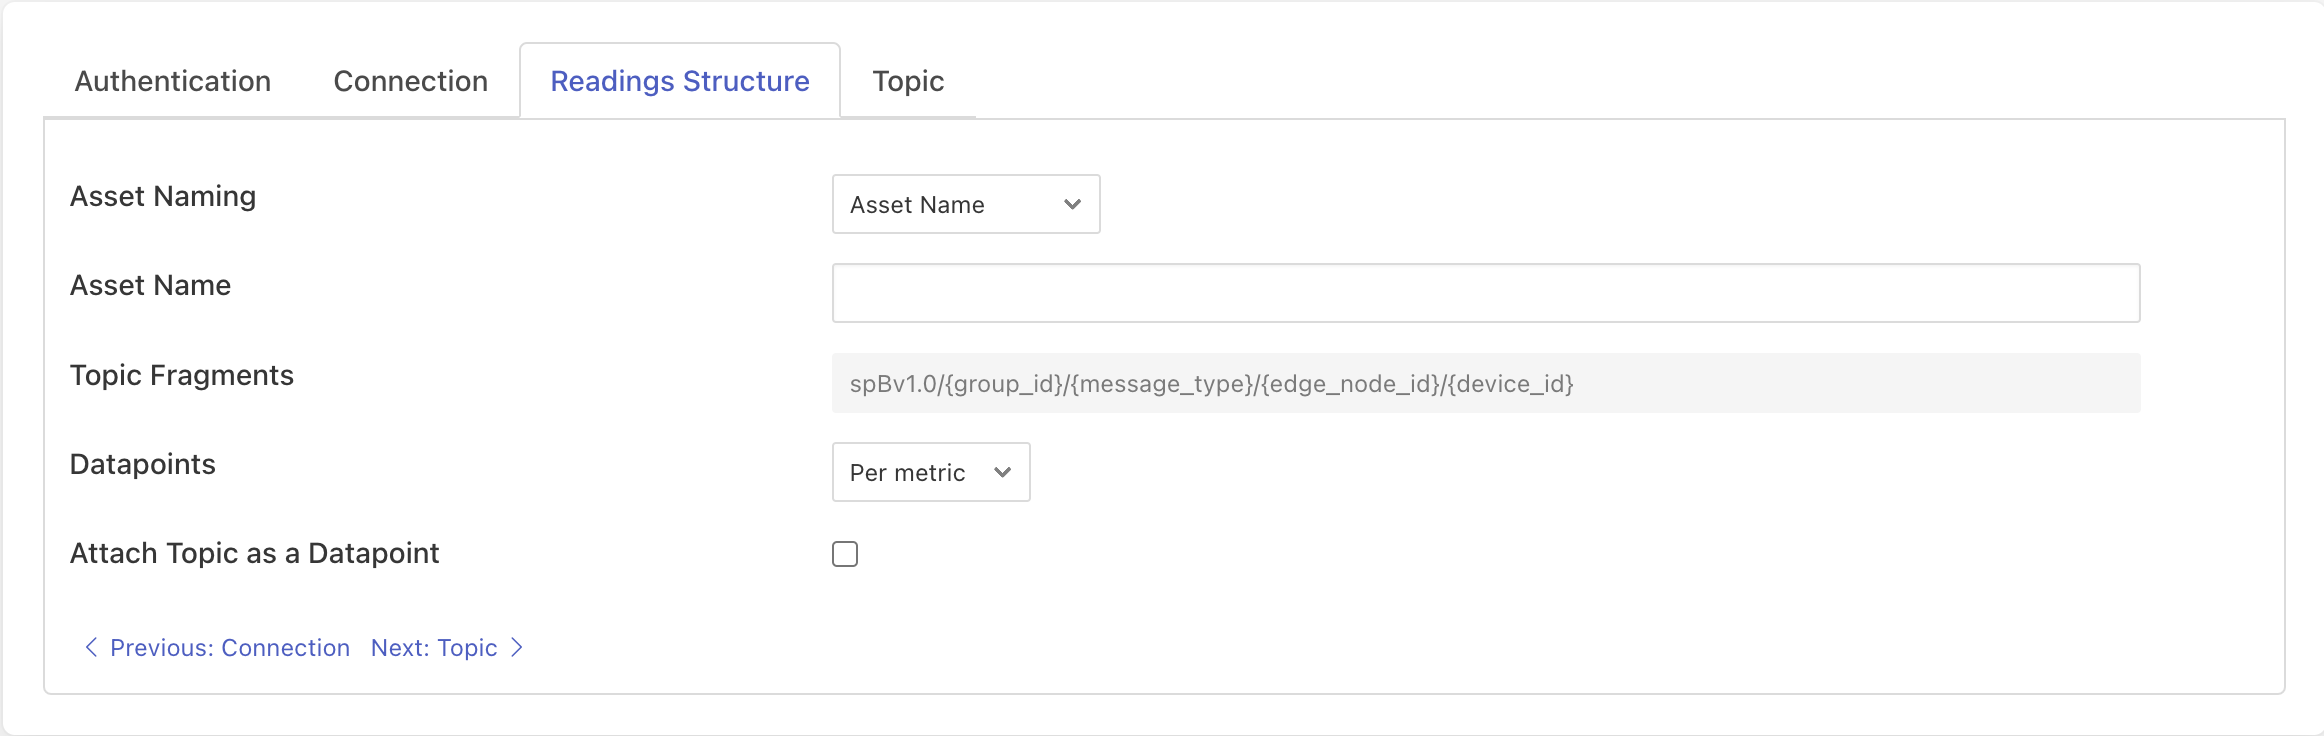 Authentication Connection Readings Structure Topic
Asset Naming Asset Name
Asset Name
Topic Fragments spBv1.0/{group_id}/{message_type}/{edge_node_id}/{device_id}
Datapoints Per metric
Attach Topic as a Datapoint
Previous: Connection Next: Topic